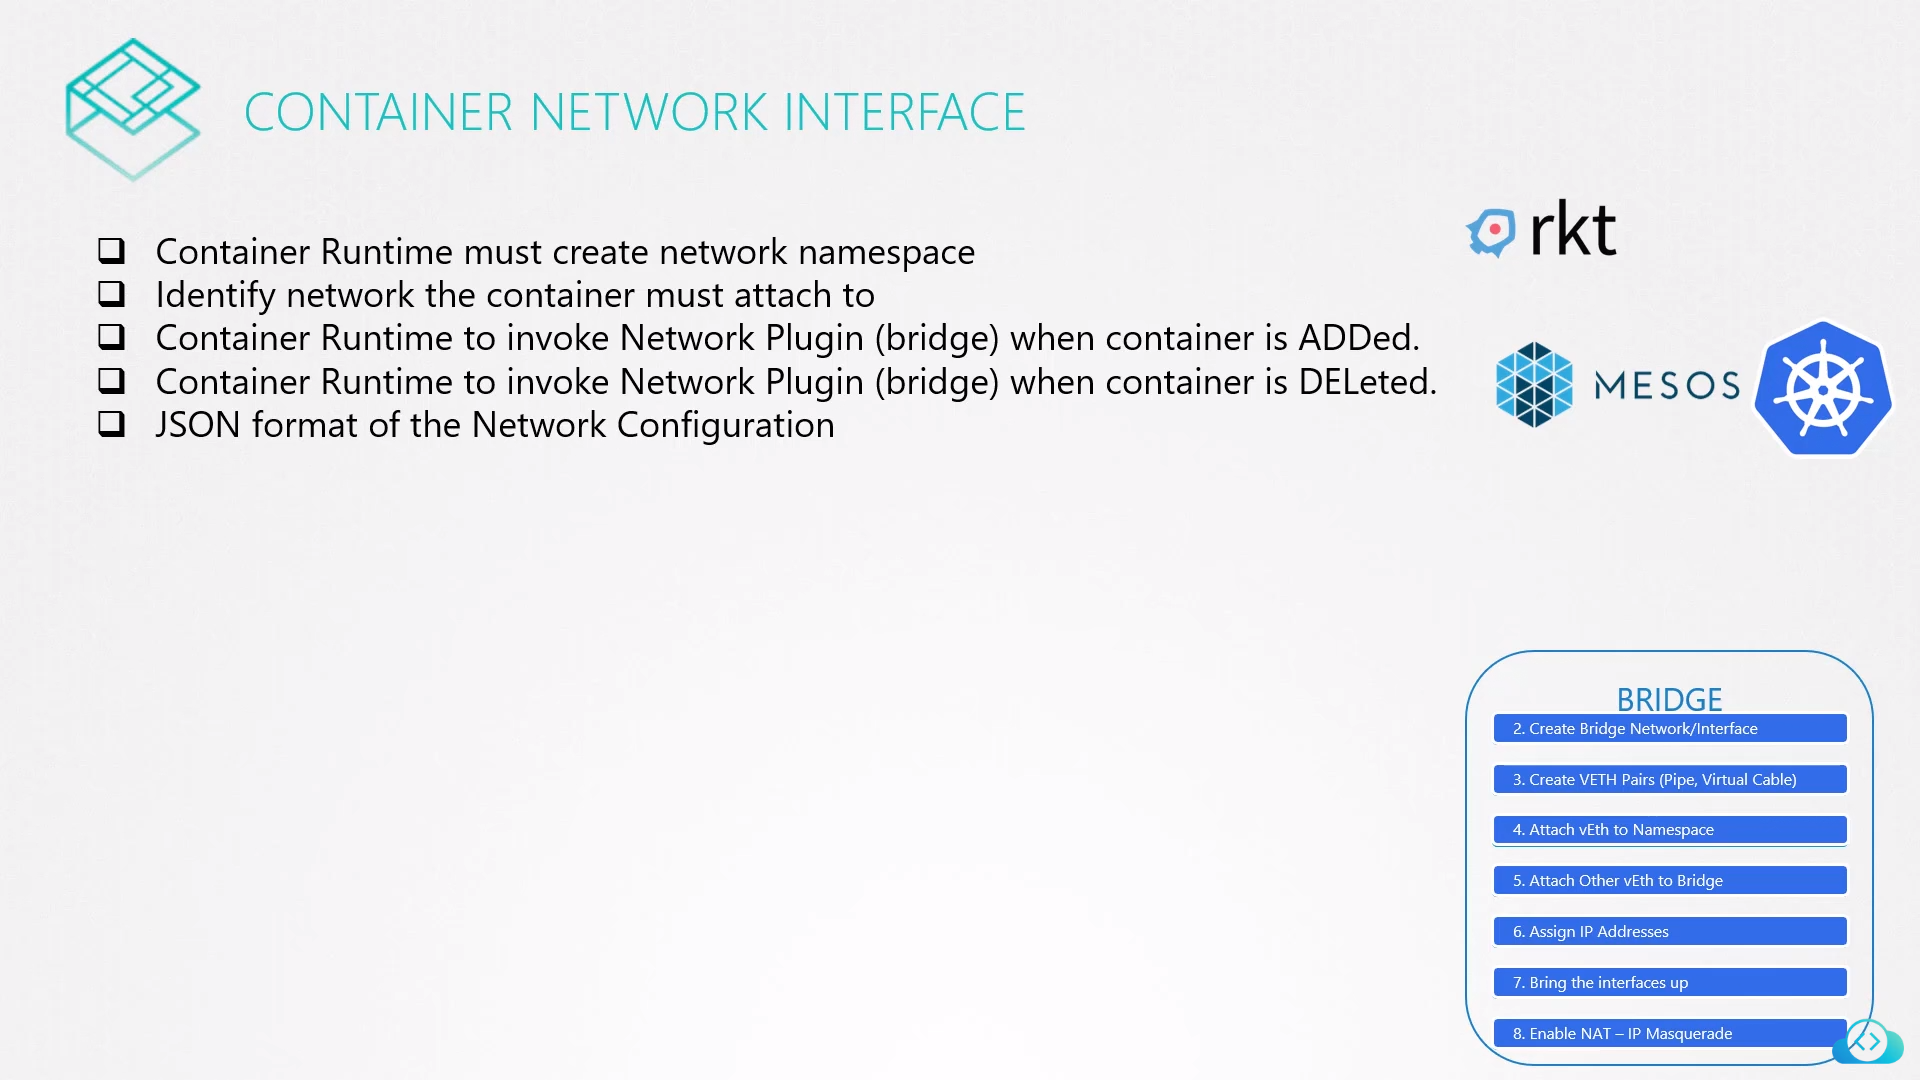 CONTAINER NETWORK INTERFACE
Container Runtime must create network namespace
Identify network the container must attach to
Container Runtime to invoke Network Plugin (bridge) when container is ADDed.
Container Runtime to invoke Network Plugin (bridge) when container is DELeted.
JSON format of the Network Configuration
rkt
MESOS
BRIDGE
2. Create Bridge Network/Interface
3. Create VETH Pairs (Pipe, Virtual Cable)
4. Attach vEth to Namespace
5. Attach Other vEth to Bridge
6. Assign IP Addresses
7. Bring the interfaces up
8. Enable NAT – IP Masquerade